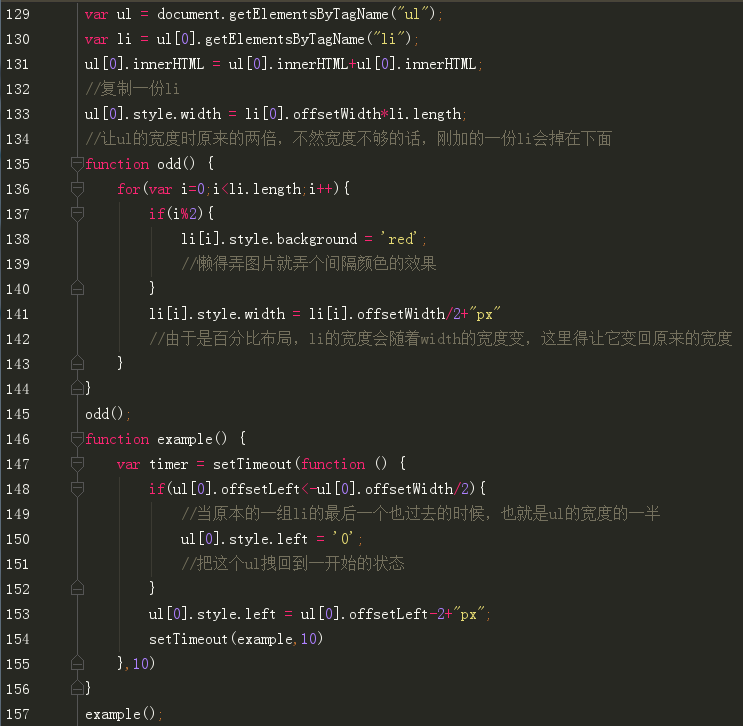 129 var ul = document.getElementsByTagName("ul");
130 var li = ul[0].getElementsByTagName("li");
131 ul[0].innerHTML = ul[0].innerHTML+ul[0].innerHTML;
132 //复制一份li
133 ul[0].style.width = li[0].offsetWidth*li.length;
134 //让ul的宽度时原来的两倍，不然宽度不够的话，刚加的一份li会掉在下面
135 function odd() {
136 for(var i=0;i<li.length;i++){
137 if(i%2){
138 li[i].style.background = 'red';
139 //懒得弄图片就弄个间隔颜色的效果
140 }
141 li[i].style.width = li[i].offsetWidth/2+"px"
142 //由于是百分比布局，li的宽度会随着width的宽度变，这里得让它变回原来的宽度
143 }
144 }
145 odd();
146 function example() {
147 var timer = setTimeout(function () {
148 if(ul[0].offsetLeft<-ul[0].offsetWidth/2){
149 //当原本的一组li的最后一个也过去的时候，也就是ul的宽度的一半
150 ul[0].style.left = '0';
151 //把这个ul拽回到一开始的状态
152 }
153 ul[0].style.left = ul[0].offsetLeft-2+"px";
154 setTimeout(example,10)
155 },10)
156 }
157 example();